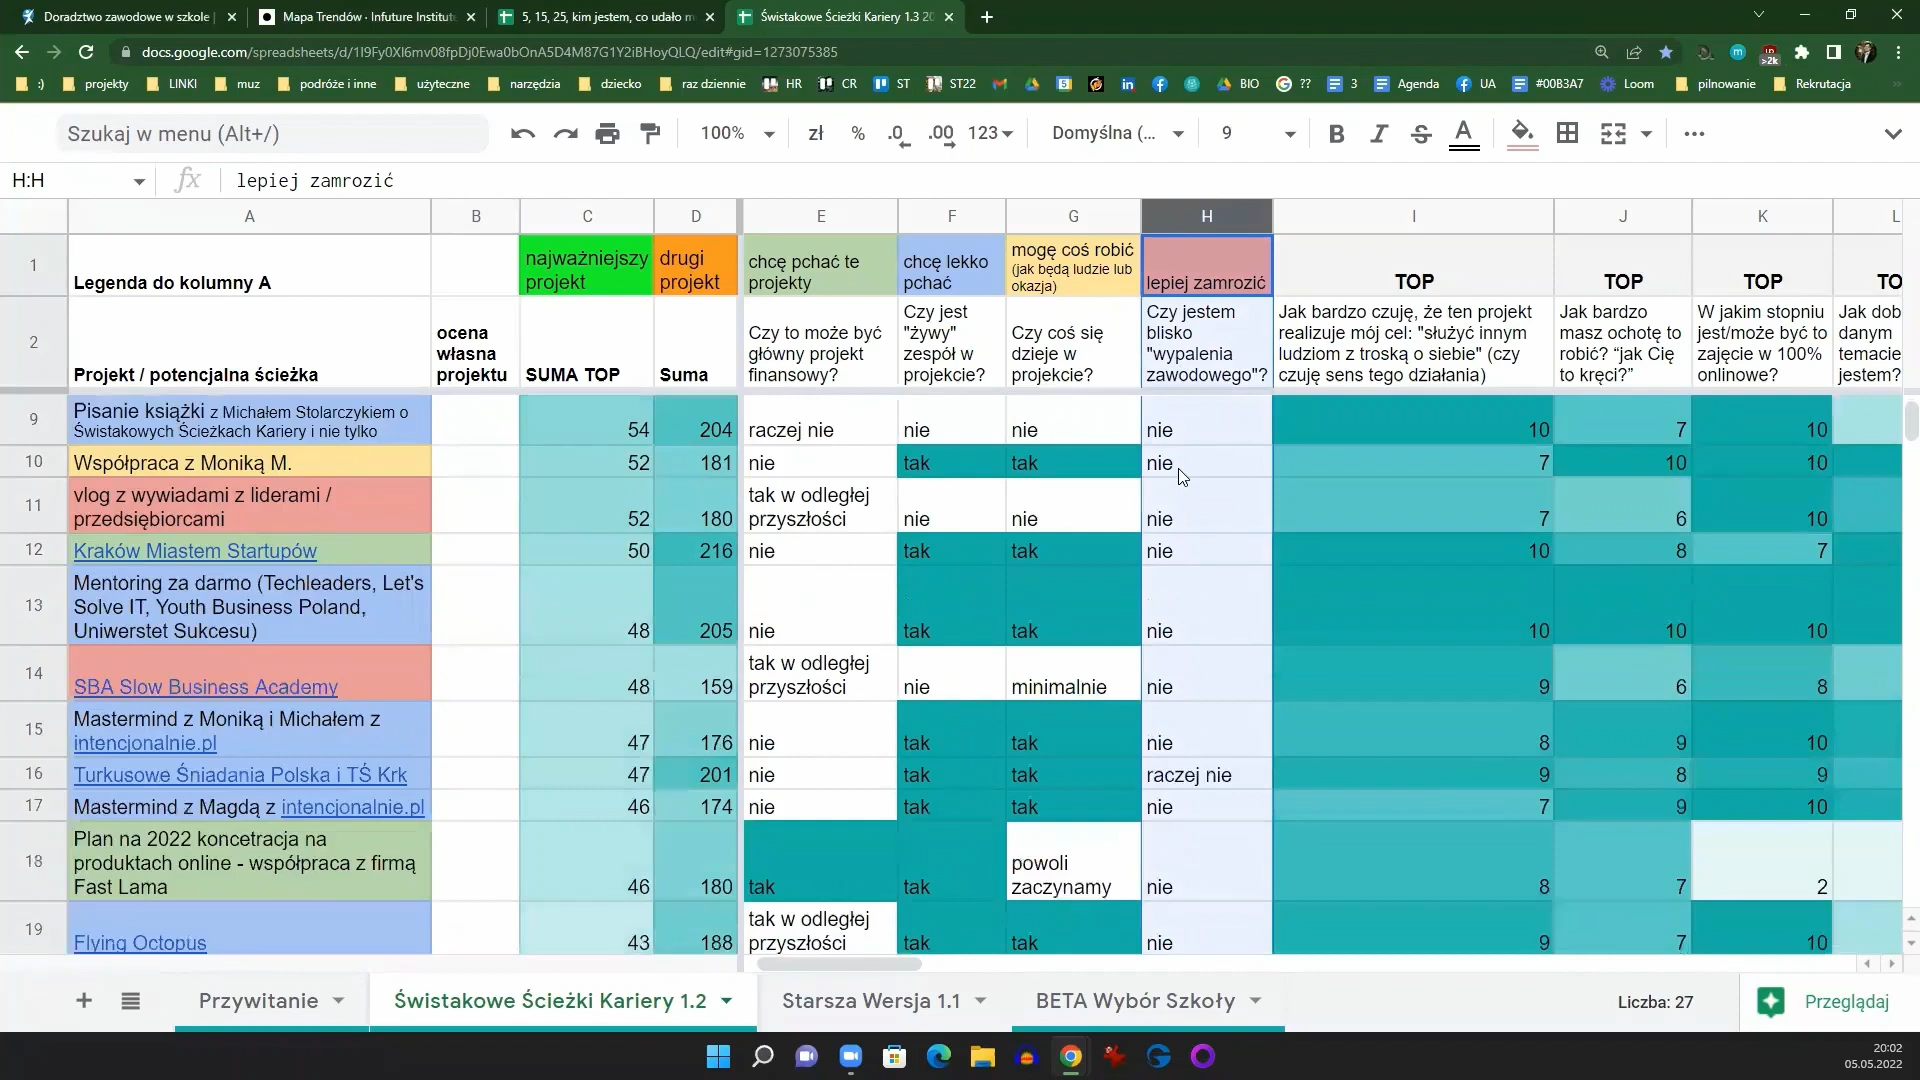 Doradztwo zawodowe w szkole |
Mapa Trendów · Infuture Institute
5, 15, 25, kim jestem, co udało m
Świstakowe Ścieżki Kariery 1.3 20
docs.google.com/spreadsheets/d/1I9Fy0Xl6mv08fpDj0Ewa0bOnA5D4M87G1Y2iBHoyQLQ/edit#gid=1273075385
>2k
:) projekty LINKI muz podróże i inne użyteczne narzędzia dziecko raz dziennie HR CR ST ST22 BIO ?? 3 Agenda UA #00B3A7 Loom pilnowanie Rekrutacja
Szukaj w menu (Alt+/) 100% zł % .0 .00 123 Domyślna (... 9 B I S A
H:H fx lepiej zamrozić
A B C D E F G H I J K L
1
Legenda do kolumny A
najważniejszy
projekt
drugi
projekt
chcę pchać te
projekty
chcę lekko
pchać
mogę coś robić
(jak będą ludzie lub
okazja)
lepiej zamrozić
TOP TOP TOP TO
2
Projekt / potencjalna ścieżka
ocena
własna
projektu
SUMA TOP
Suma
Czy to może być
główny projekt
finansowy?
Czy jest
"żywy"
zespół w
projekcie?
Czy coś się
dzieje w
projekcie?
Czy jestem
blisko
"wypalenia
zawodowego"?
Jak bardzo czuję, że ten projekt
realizuje mój cel: "służyć innym
ludziom z troską o siebie" (czy
czuję sens tego działania)
Jak bardzo
masz ochotę to
robić? “jak Cię
to kręci?”
W jakim stopniu
jest/może być to
zajęcie w 100%
onlinowe?
Jak dob
danym
temacie
jestem?
9
Pisanie książki z Michałem Stolarczykiem o
Świstakowych Ścieżkach Kariery i nie tylko
54 204 raczej nie nie nie nie 10 7 10
10 Współpraca z Moniką M. 52 181 nie tak tak nie 7 10 10
11
vlog z wywiadami z liderami /
przedsiębiorcami
52 180
tak w odległej
przyszłości
nie nie nie 7 6 10
12 Kraków Miastem Startupów 50 216 nie tak tak nie 10 8 7
13
Mentoring za darmo (Techleaders, Let's
Solve IT, Youth Business Poland,
Uniwerstet Sukcesu)
48 205 nie tak tak nie 10 10 10
14
SBA Slow Business Academy
48 159
tak w odległej
przyszłości
nie minimalnie nie 9 6 8
15
Mastermind z Moniką i Michałem z
intencjonalnie.pl
47 176 nie tak tak nie 8 9 10
16 Turkusowe Śniadania Polska i TŚ Krk 47 201 nie tak tak raczej nie 9 8 9
17 Mastermind z Magdą z intencjonalnie.pl 46 174 nie tak tak nie 7 9 10
18
Plan na 2022 koncetracja na
produktach online - współpraca z firmą
Fast Lama
46 180 tak tak
powoli
zaczynamy
nie 8 7 2
19
Flying Octopus
43 188
tak w odległej
przyszłości
tak tak nie 9 7 10
Przywitanie Świstakowe Ścieżki Kariery 1.2 Starsza Wersja 1.1 BETA Wybór Szkoły Liczba: 27 Przeglądaj
20:02
05.05.2022